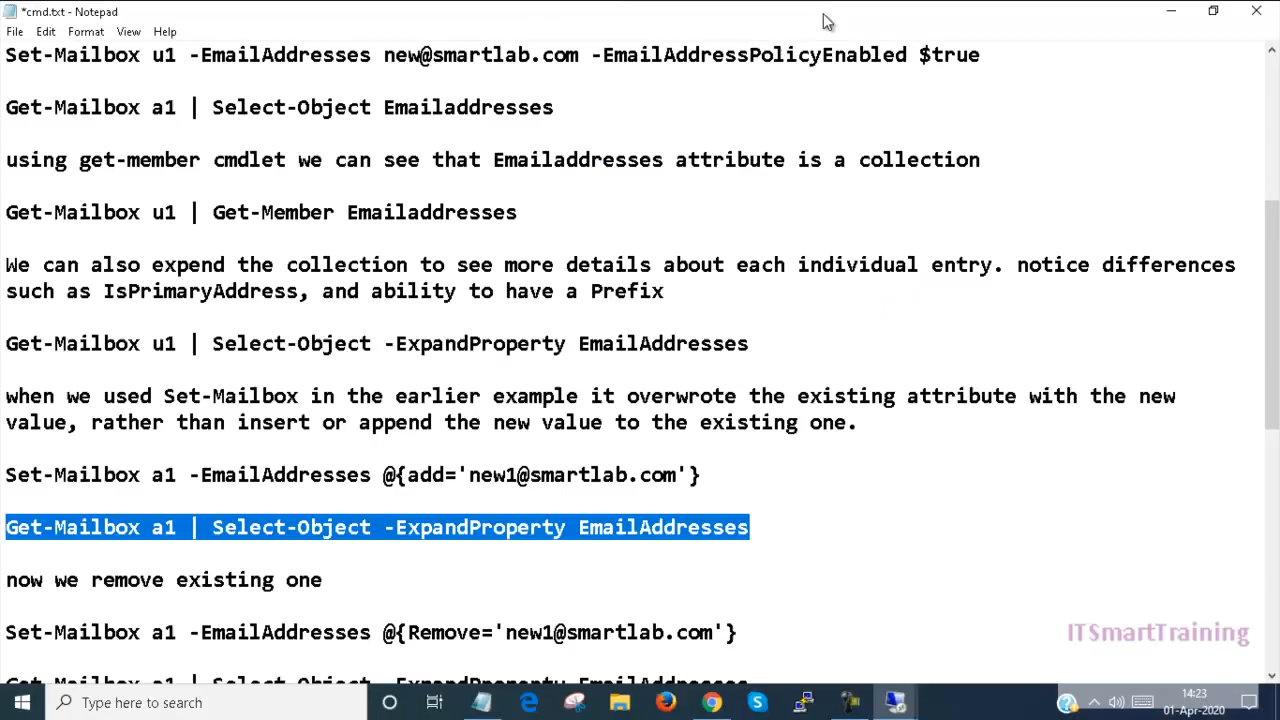 *cmd.txt - Notepad
File Edit Format View Help
Set-Mailbox u1 -EmailAddresses new@smartlab.com -EmailAddressPolicyEnabled $true
Get-Mailbox a1 | Select-Object Emailaddresses
using get-member cmdlet we can see that Emailaddresses attribute is a collection
Get-Mailbox u1 | Get-Member Emailaddresses
We can also expend the collection to see more details about each individual entry. notice differences
such as IsPrimaryAddress, and ability to have a Prefix
Get-Mailbox u1 | Select-Object -ExpandProperty EmailAddresses
when we used Set-Mailbox in the earlier example it overwrote the existing attribute with the new
value, rather than insert or append the new value to the existing one.
Set-Mailbox a1 -EmailAddresses @{add='new1@smartlab.com'}
Get-Mailbox a1 | Select-Object -ExpandProperty EmailAddresses
now we remove existing one
Set-Mailbox a1 -EmailAddresses @{Remove='new1@smartlab.com'}
ITSmartTraining
Get-Mailbox a1 | Select-Object -ExpandProperty EmailAddresses
Type here to search
14:23
01-Apr-2020